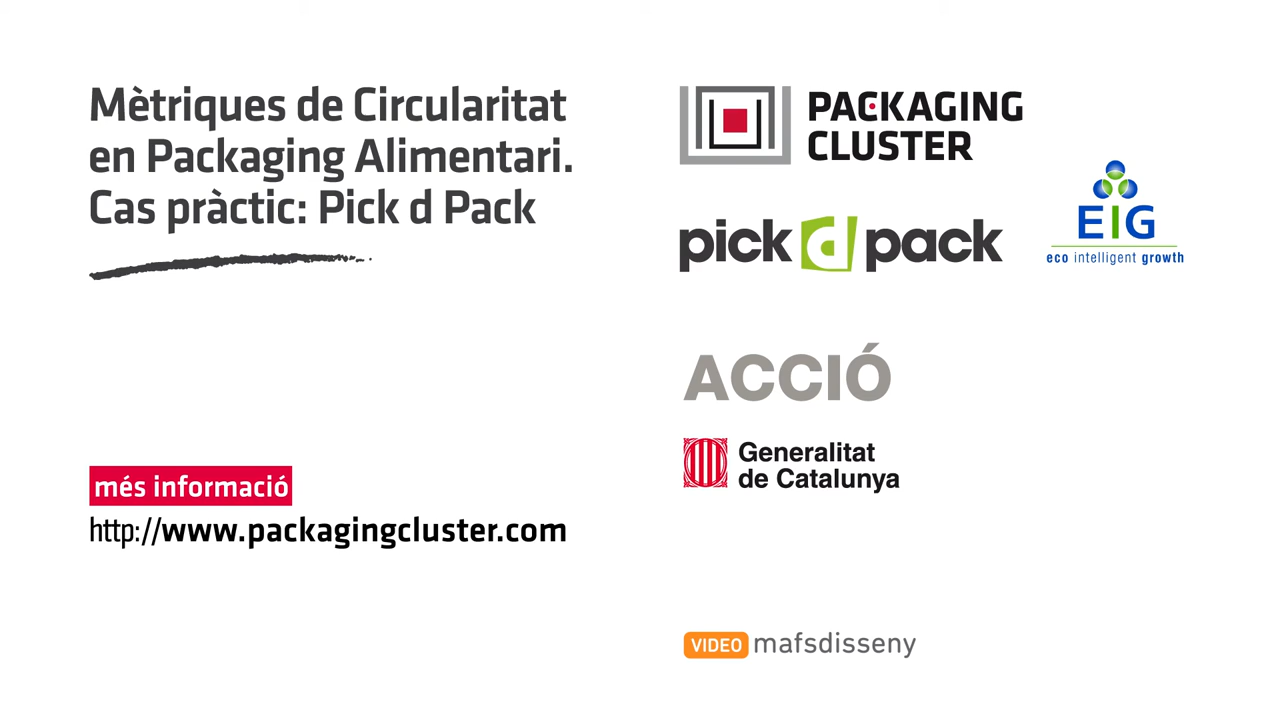 Mètriques de Circularitat
en Packaging Alimentari.
Cas pràctic: Pick d Pack
més informació
http://www.packagingcluster.com
PACKAGING
CLUSTER
pick d pack
EIG
eco intelligent growth
ACCIÓ
Generalitat
de Catalunya
VIDEO mafsdisseny